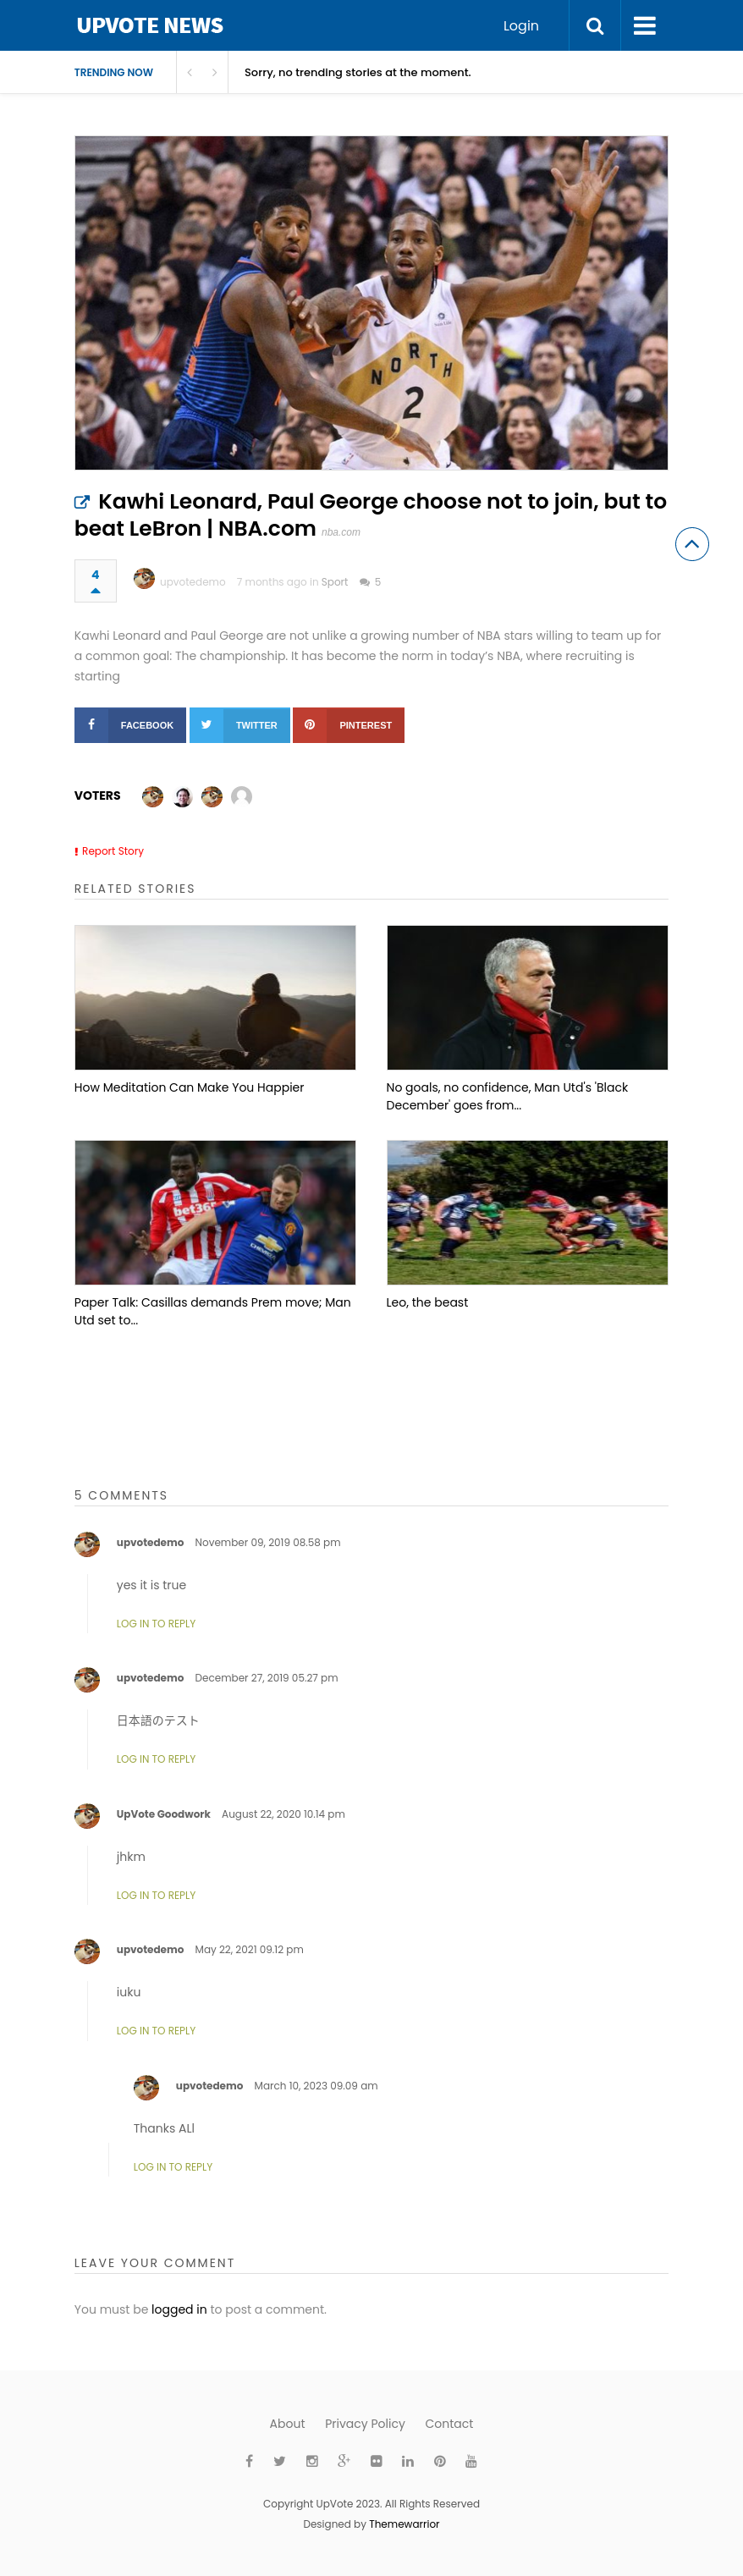 UPVOTE NEWS
Login
TRENDING NOW
Sorry, no trending stories at the moment.
NORTH
2
Kawhi Leonard, Paul George choose not to join, but to
beat LeBron | NBA.com nba.com
4
upvotedemo 7 months ago in Sport 5
Kawhi Leonard and Paul George are not unlike a growing number of NBA stars willing to team up for
a common goal: The championship. It has become the norm in today’s NBA, where recruiting is
starting
FACEBOOK
TWITTER
PINTEREST
VOTERS
Report Story
RELATED STORIES
How Meditation Can Make You Happier
No goals, no confidence, Man Utd's 'Black
December' goes from...
bet365
CHEVROLET
Paper Talk: Casillas demands Prem move; Man
Utd set to...
Leo, the beast
5 COMMENTS
upvotedemo November 09, 2019 08.58 pm
yes it is true
LOG IN TO REPLY
upvotedemo December 27, 2019 05.27 pm
日本語のテスト
LOG IN TO REPLY
UpVote Goodwork August 22, 2020 10.14 pm
jhkm
LOG IN TO REPLY
upvotedemo May 22, 2021 09.12 pm
iuku
LOG IN TO REPLY
upvotedemo March 10, 2023 09.09 am
Thanks ALl
LOG IN TO REPLY
LEAVE YOUR COMMENT
You must be logged in to post a comment.
About Privacy Policy Contact
Copyright UpVote 2023. All Rights Reserved
Designed by Themewarrior